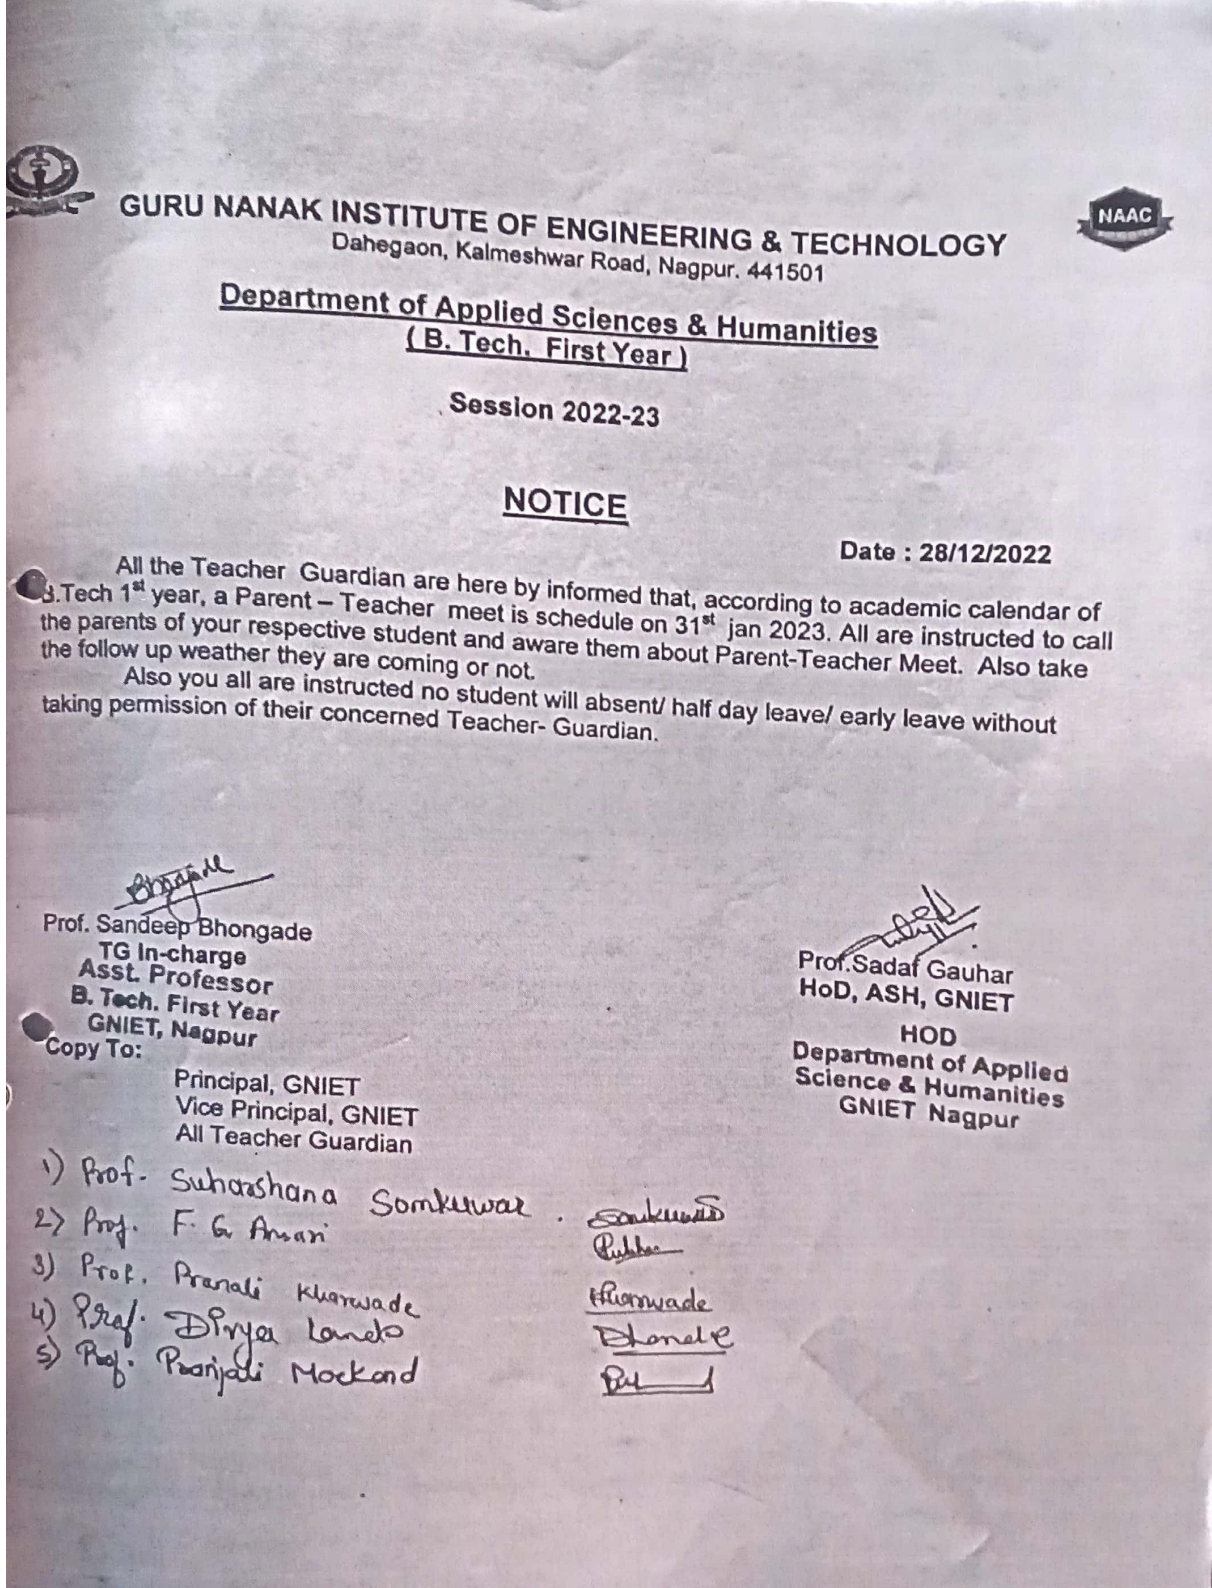 NAAC
GURU NANAK INSTITUTE OF ENGINEERING & TECHNOLOGY
Dahegaon, Kalmeshwar Road, Nagpur. 441501
Department of Applied Sciences & Humanities
( B. Tech. First Year )
Session 2022-23
NOTICE
Date : 28/12/2022
All the Teacher Guardian are here by informed that, according to academic calendar of
B.Tech 1st year, a Parent – Teacher meet is schedule on 31st jan 2023. All are instructed to call
the parents of your respective student and aware them about Parent-Teacher Meet. Also take
the follow up weather they are coming or not.
Also you all are instructed no student will absent/ half day leave/ early leave without
taking permission of their concerned Teacher- Guardian.
Prof. Sandeep Bhongade
TG In-charge
Asst. Professor
B. Tech. First Year
GNIET, Nagpur
Prof.Sadaf Gauhar
HoD, ASH, GNIET
HOD
Department of Applied
Science & Humanities
GNIET Nagpur
Copy To:
Principal, GNIET
Vice Principal, GNIET
All Teacher Guardian
1) Prof. Suharshana Somkuwar.
2) Prof. F. G Ansari
3) Prof. Pranali Kharwade
4) Prof. Divya
5) Prof. Pranjali